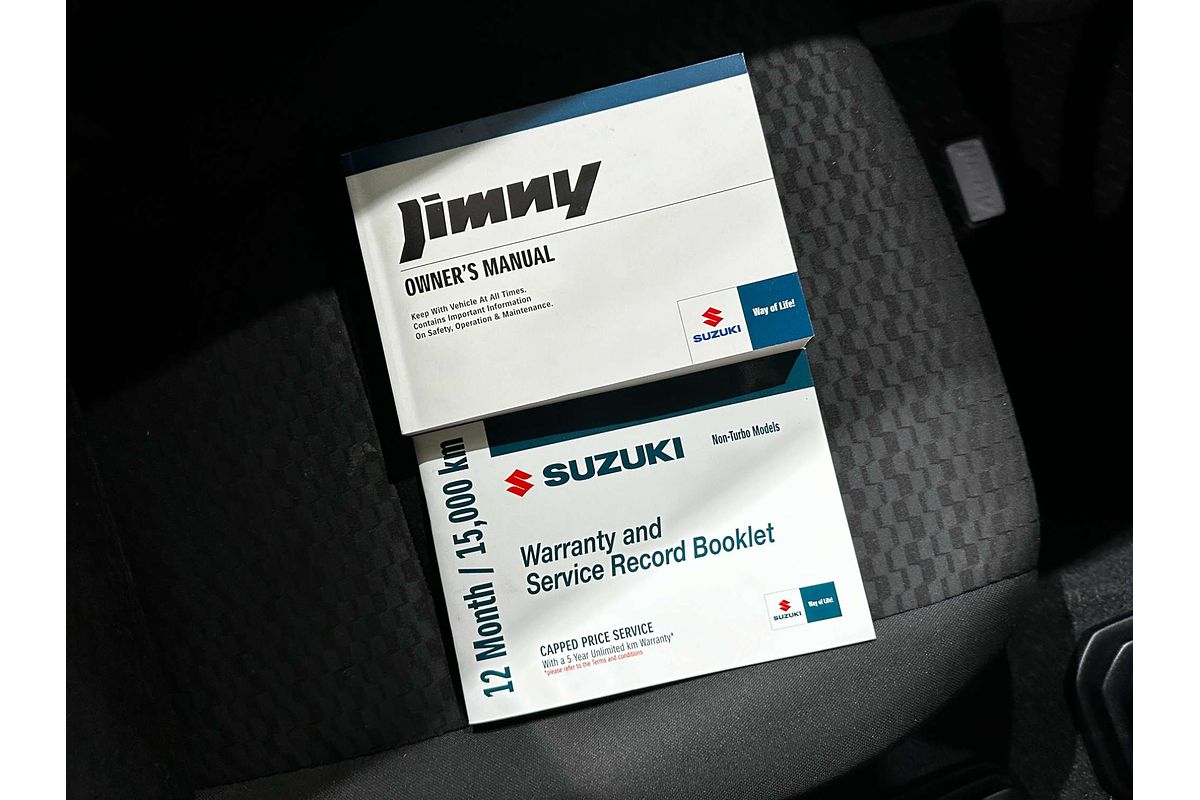 Jimny
OWNER'S MANUAL
Keep With Vehicle At All Times.
Contains Important Information
On Safety, Operation & Maintenance.
SUZUKI
Way of Life!
12 Month / 15,000 km
SUZUKI
Non-Turbo Models
Warranty and
Service Record Booklet
CAPPED PRICE SERVICE
With a 5 Year Unlimited km Warranty*
*please refer to the Terms and conditions
SUZUKI
Way of Life!